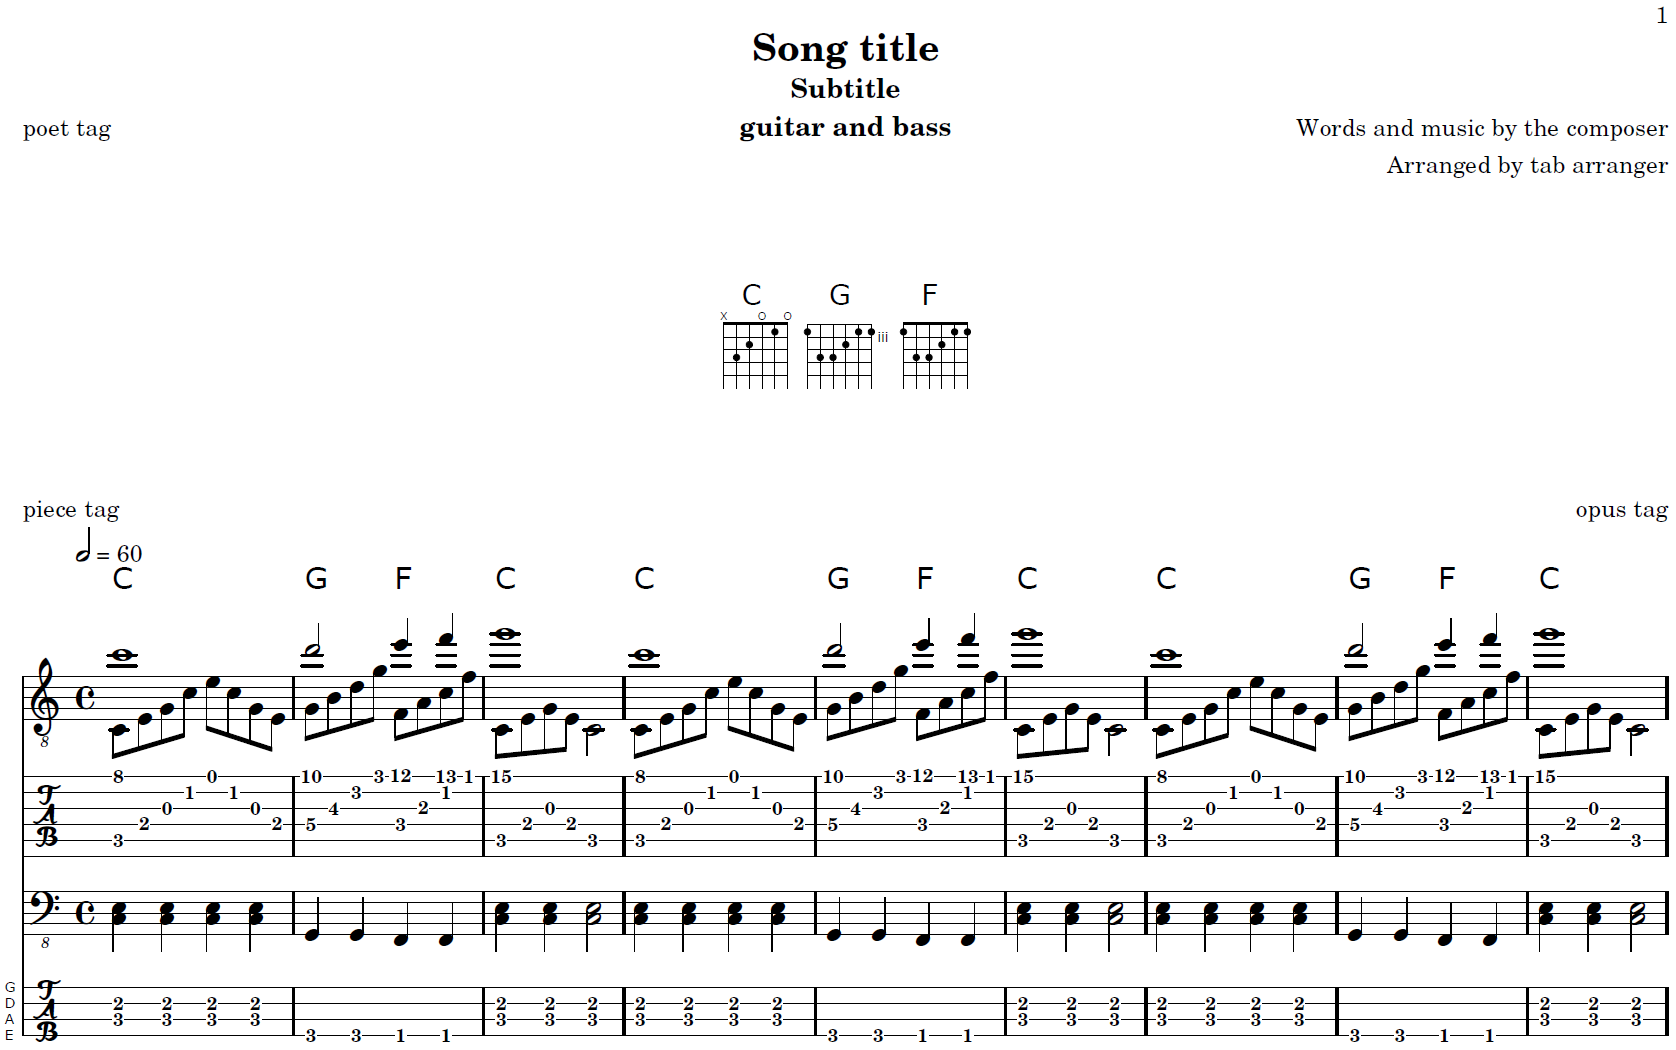 1
Song title
Subtitle
poet tag guitar and bass Words and music by the composer
Arranged by tab arranger
C G F
x o o
iii
piece tag opus tag
= 60
C G F C C G F C C G F C
8
8 0 10 3 12 13 1 15 8 0 10 3 12 13 1 15 8 0 10 3 12 13 1 15
T 1 1 3 1 1 1 3 1 1 1 3 1
A 0 0 4 2 0 0 0 4 2 0 0 0 4 2 0
B 2 2 5 3 2 2 2 2 5 3 2 2 2 2 5 3 2 2
3 3 3 3 3 3 3 3 3
8
G T
D 2 2 2 2 2 2 2 2 2 2 2 2 2 2 2 2 2 2 2 2 2
A A 3 3 3 3 3 3 3 3 3 3 3 3 3 3 3 3 3 3 3 3 3
E B 3 3 1 1 3 3 1 1 3 3 1 1